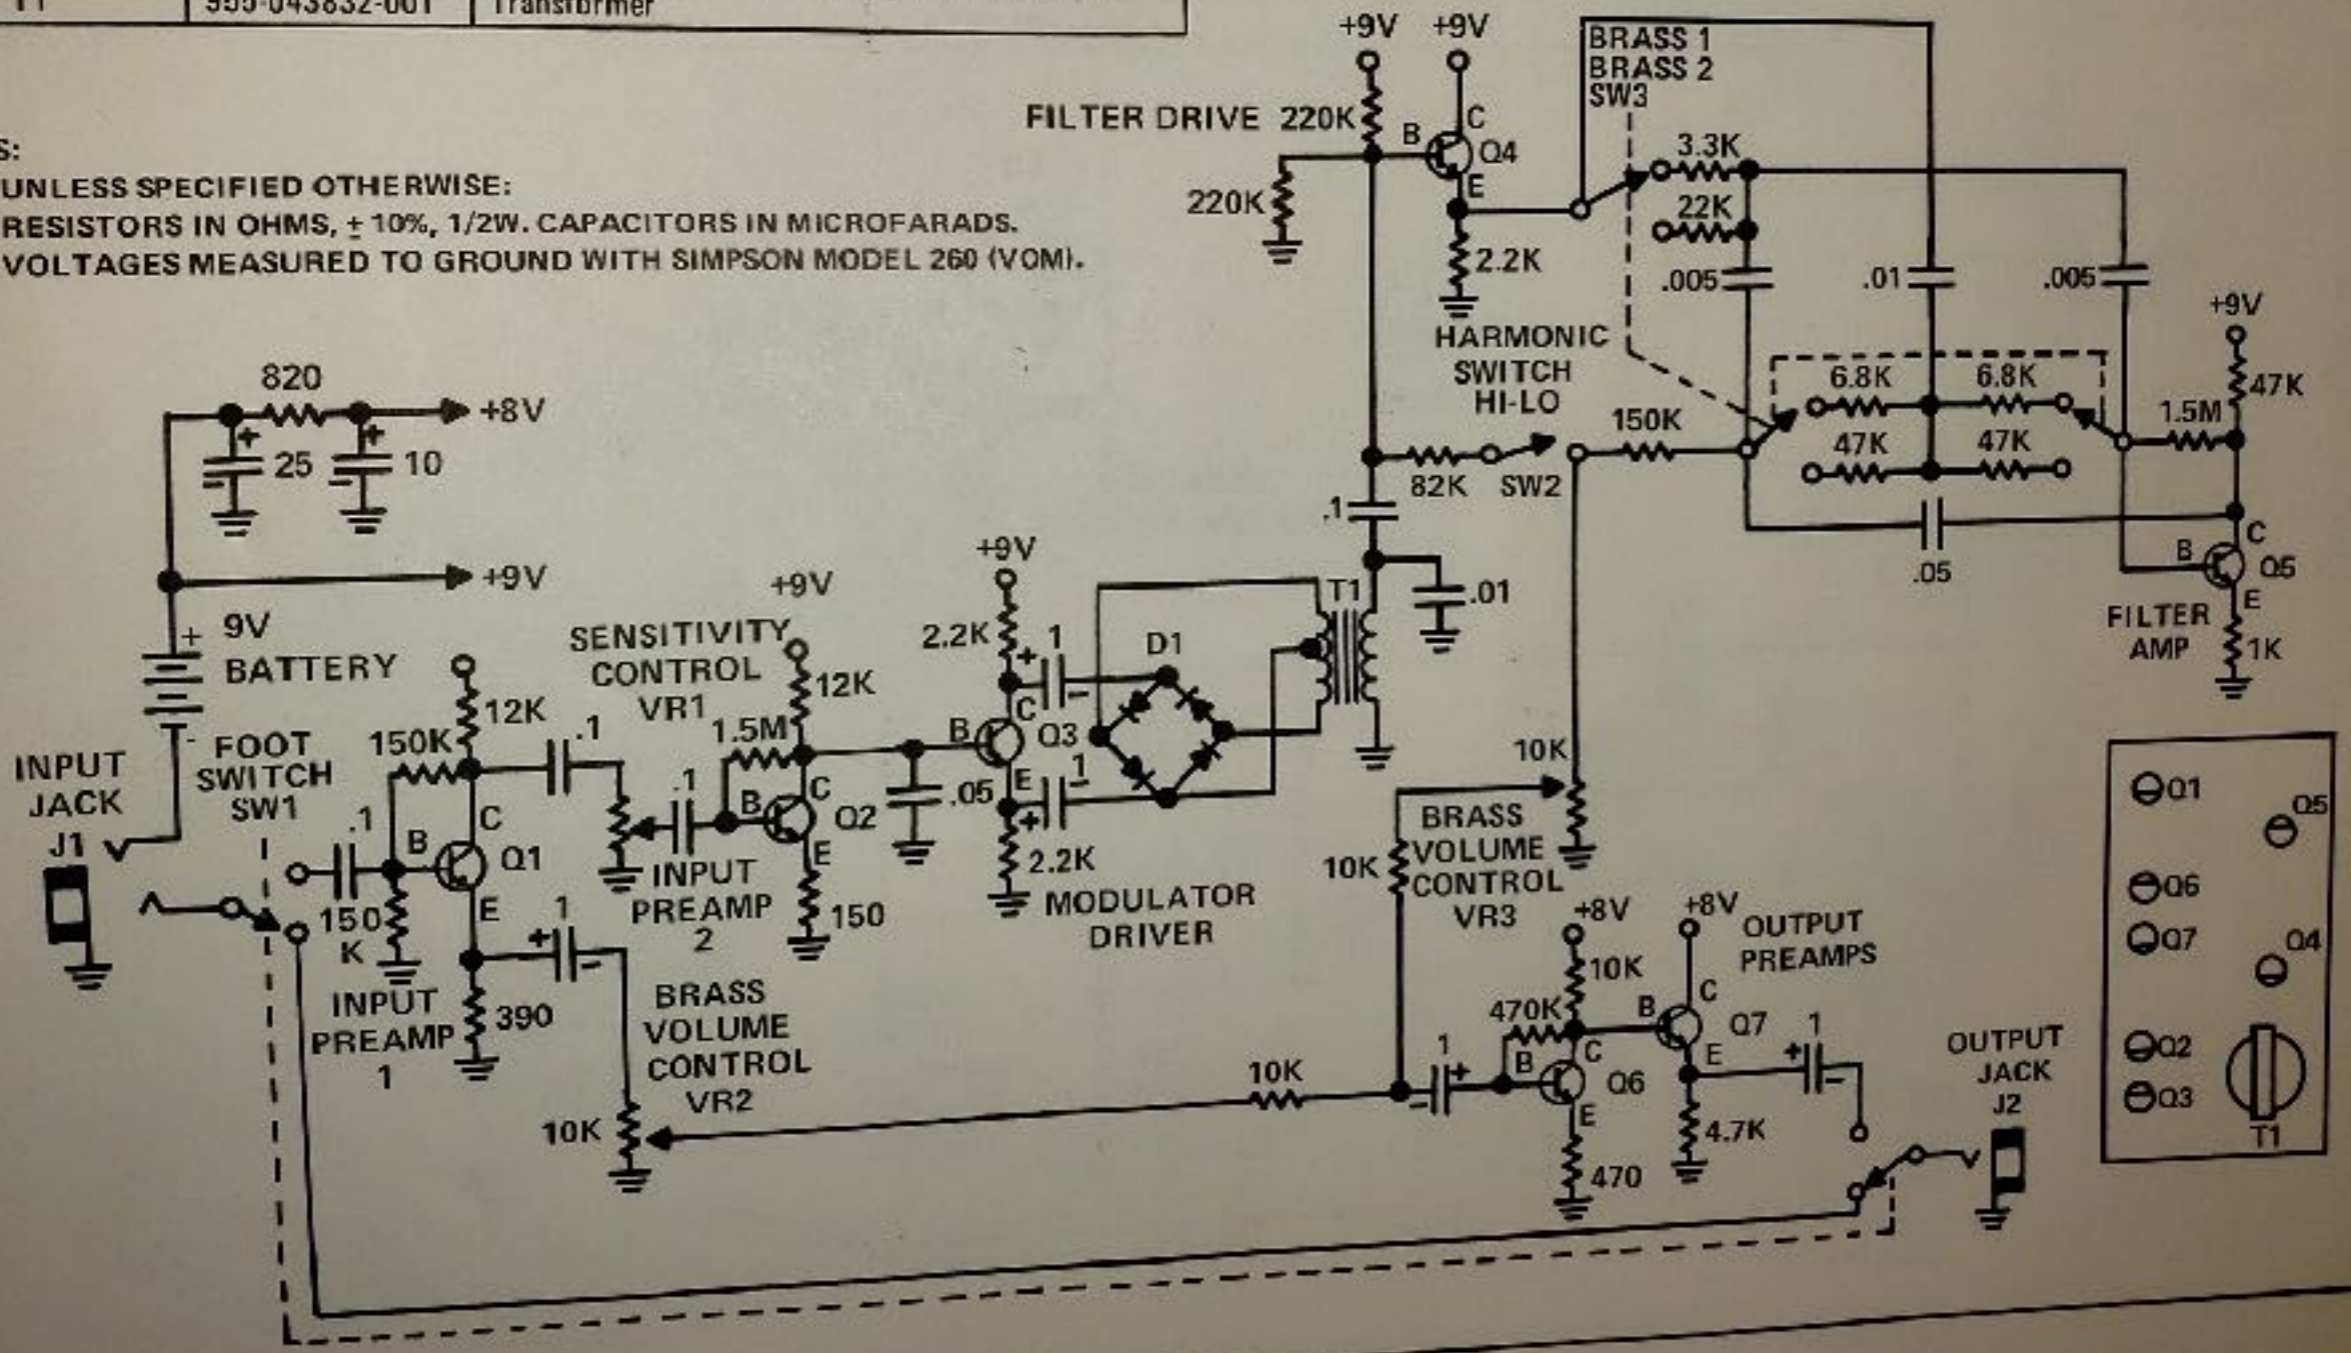 955-043832-001 Transformer
UNLESS SPECIFIED OTHERWISE:
RESISTORS IN OHMS, ± 10%, 1/2W. CAPACITORS IN MICROFARADS.
VOLTAGES MEASURED TO GROUND WITH SIMPSON MODEL 260 (VOM).
+9V
+9V
BRASS 1
BRASS 2
SW3
FILTER DRIVE 220K
B
C
Q4
E
220K
2.2K
3.3K
22K
.005
.01
.005
+9V
47K
HARMONIC
SWITCH
HI-LO
82K
SW2
150K
6.8K
6.8K
47K
47K
1.5M
.05
C
B
Q5
E
FILTER
AMP
1K
820
+8V
+
25
-
+
10
-
+9V
+
9V
BATTERY
-
INPUT
JACK
J1
FOOT
SWITCH
SW1
.1
150K
12K
B
C
Q1
E
150
K
INPUT
PREAMP
1
390
+
1
-
.1
SENSITIVITY
CONTROL
VR1
+9V
12K
1.5M
.1
B
C
Q2
E
INPUT
PREAMP
2
150
.05
+9V
2.2K
+
1
-
B
C
Q3
E
+
1
-
2.2K
MODULATOR
DRIVER
D1
T1
.1
.01
BRASS
VOLUME
CONTROL
VR2
10K
10K
BRASS
VOLUME
CONTROL
VR3
10K
10K
1
-
+
+8V
10K
470K
B
C
Q6
E
470
+8V
OUTPUT
PREAMPS
B
C
Q7
E
4.7K
1
+
-
OUTPUT
JACK
J2
Q1
Q5
Q6
Q7
Q4
Q2
Q3
T1